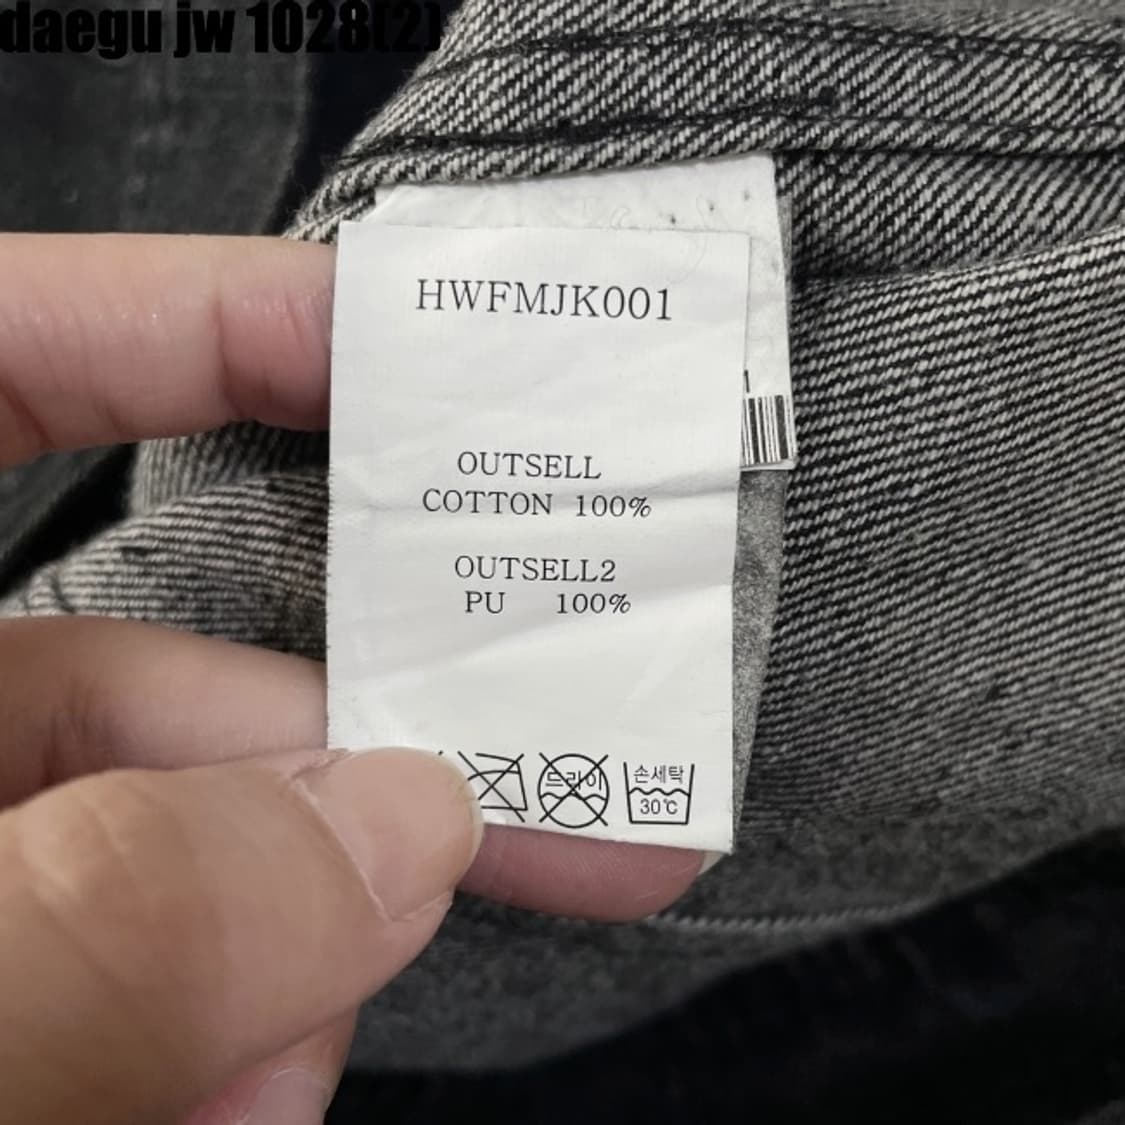 daegu jw 1028(2)
HWFMJK001
OUTSELL
COTTON 100%
OUTSELL2
PU 100%
드라이
손세탁
30℃